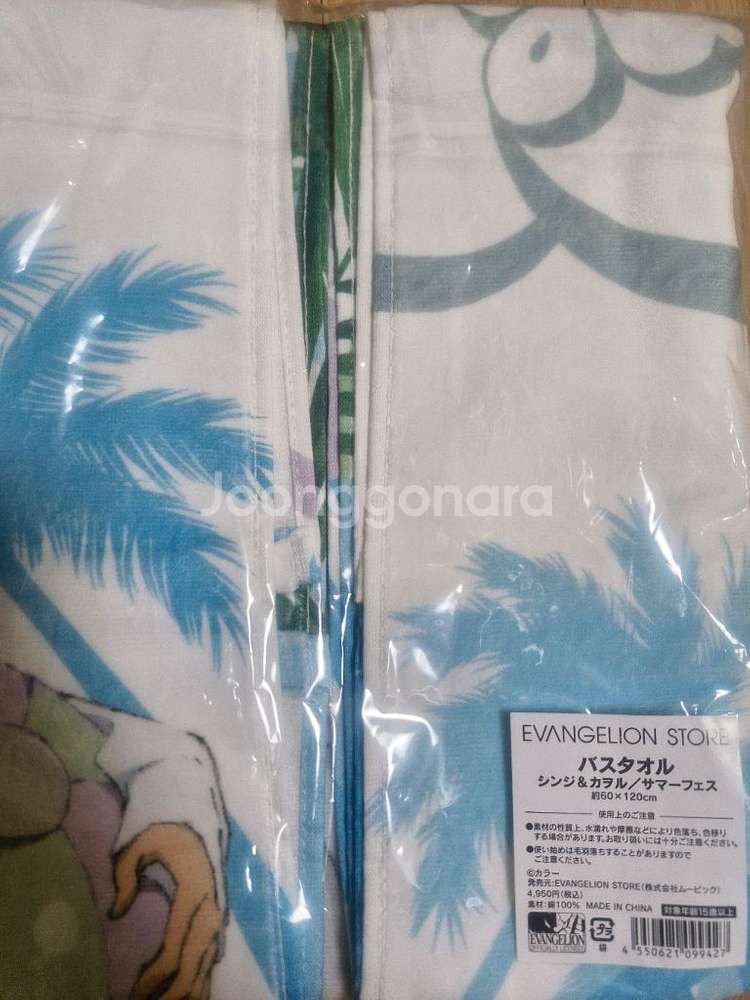 Joonggonara
EVANGELION STORE
バスタオル
シンジ&カヲル/サマーフェス
約60×120cm
使用上のご注意
●素材の性質上、水濡れや摩擦などにより色落ち、色移り
する場合があります。お取り扱いには十分ご注意ください。
●使い始めは毛羽落ちすることがありますので
ご注意ください。
©カラー
発売元:EVANGELION STORE(株式会社ムービック)
4,950円(税込)
素材:綿100% MADE IN CHINA 対象年齢15歳以上
EVANGELION
OFFICIALLY LICENSED
プラ
袋
4 550621 099427